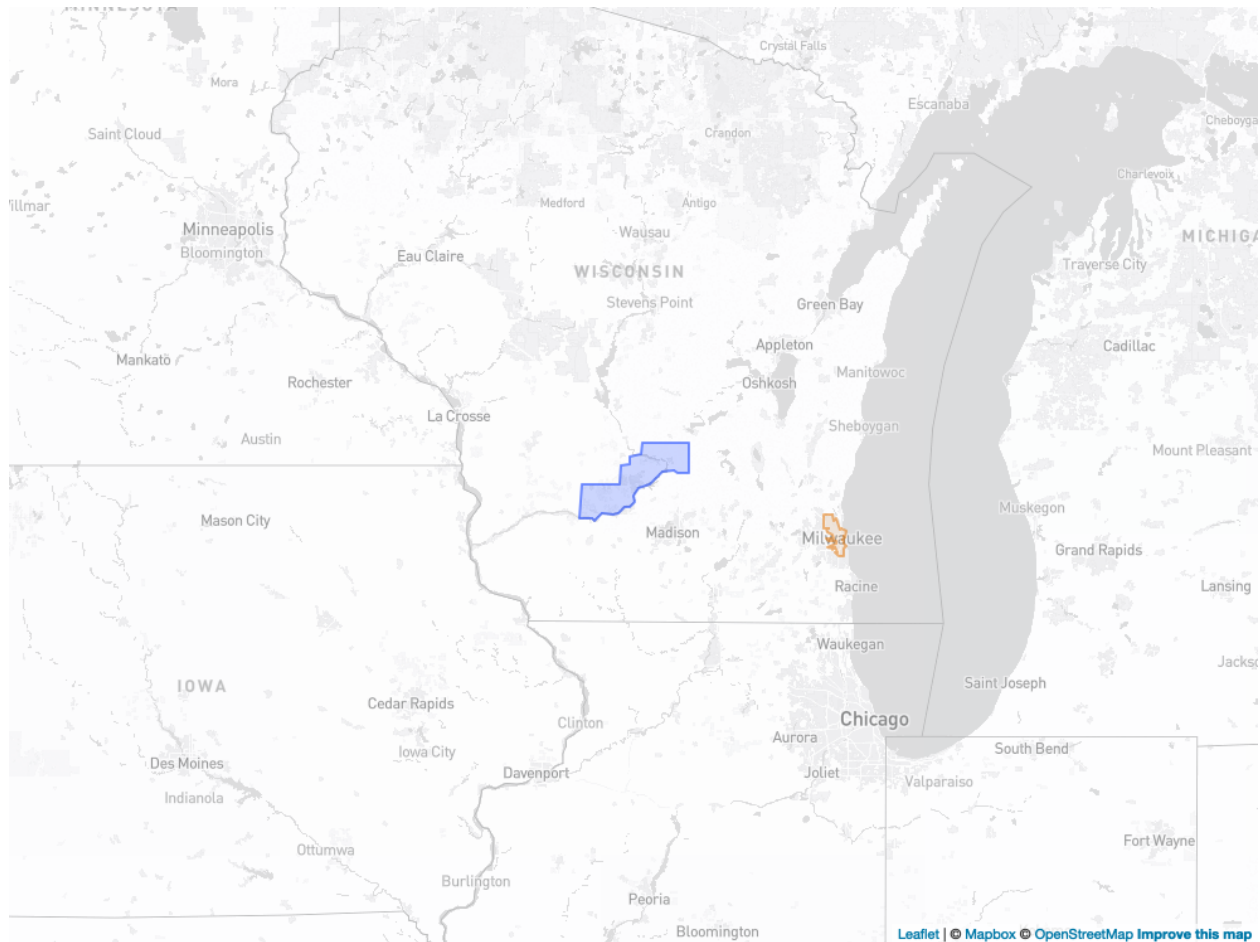 MINNESOTA
Crystal Falls
Mora
Escanaba
Saint Cloud
Crandon
Charlevoix
Medford
Antigo
Minneapolis
Wausau
MICHIGA
Bloomington
Eau Claire
WISCONSIN
Traverse City
Stevens Point
Green Bay
Appleton
Cadillac
Mankato
Manitowoc
Rochester
Oshkosh
La Crosse
Sheboygan
Austin
Mount Pleasant
Muskegon
Mason City
Madison
Milwaukee
Grand Rapids
Racine
Lansing
Waukegan
Jacks
IOWA
Saint Joseph
Cedar Rapids
Clinton
Chicago
Aurora
Iowa City
South Bend
Des Moines
Davenport
Joliet
Valparaiso
Indianola
Fort Wayne
Ottumwa
Burlington
Peoria
Bloomington
Leaflet | © Mapbox © OpenStreetMap Improve this map